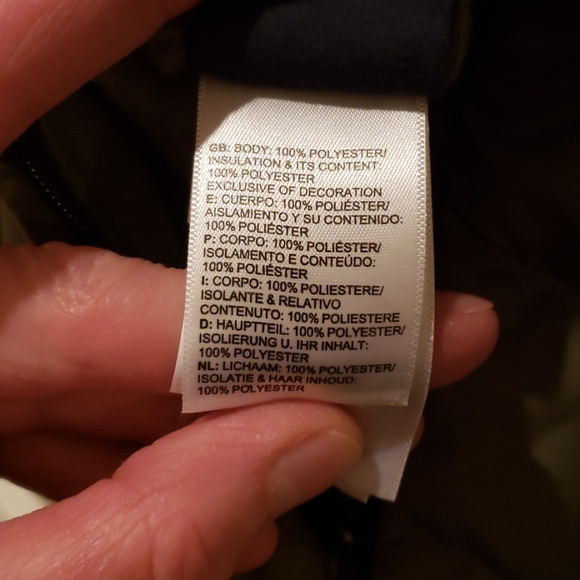 GB: BODY: 100% POLYESTER/
INSULATION & ITS CONTENT:
100% POLYESTER
EXCLUSIVE OF DECORATION
E: CUERPO: 100% POLIÉSTER/
AISLAMIENTO Y SU CONTENIDO:
100% POLIÉSTER
P: CORPO: 100% POLIÉSTER/
ISOLAMENTO E CONTEÚDO:
100% POLIÉSTER
I: CORPO: 100% POLIESTERE/
ISOLANTE & RELATIVO
CONTENUTO: 100% POLIESTERE
D: HAUPTTEIL: 100% POLYESTER/
ISOLIERUNG U. IHR INHALT:
100% POLYESTER
NL: LICHAAM: 100% POLYESTER/
ISOLATIE & HAAR INHOUD:
100% POLYESTER